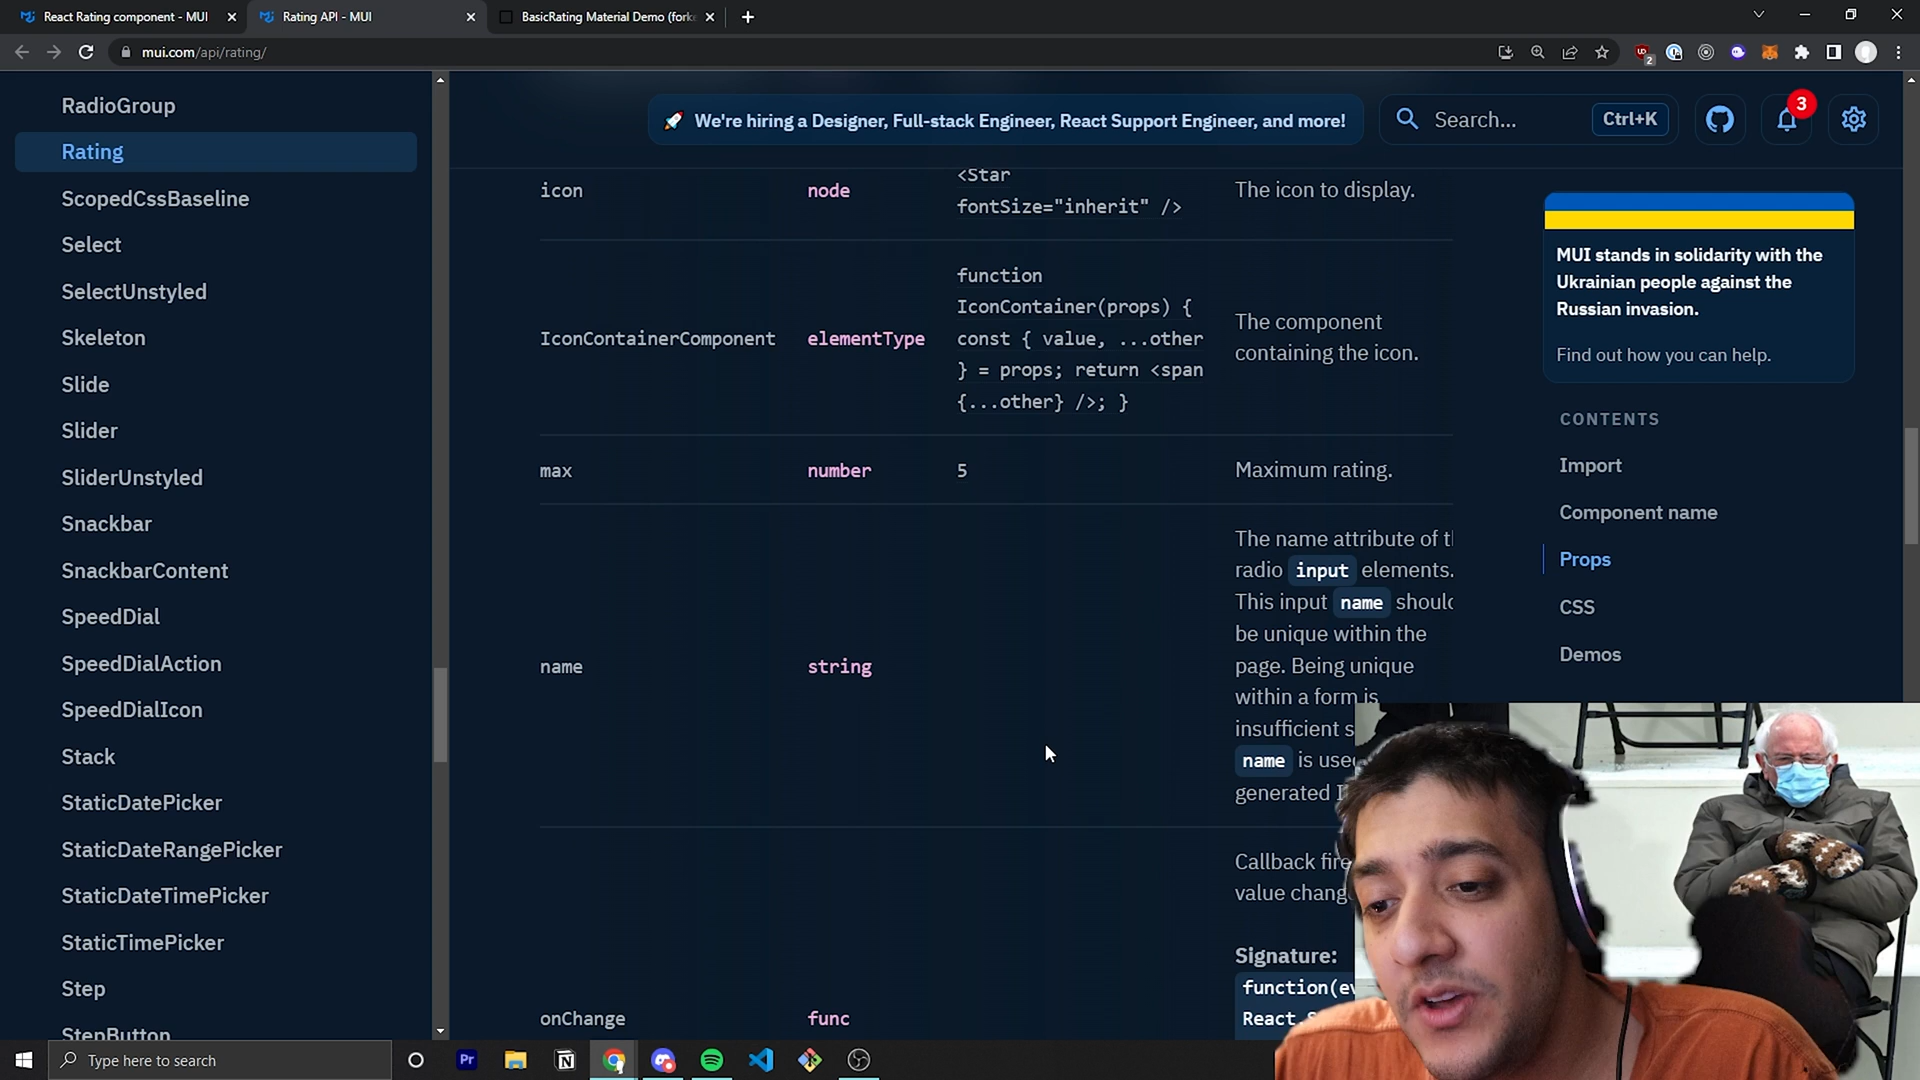 React Rating component - MUI
Rating API - MUI
BasicRating Material Demo (fork
mui.com/api/rating/
2
RadioGroup
Rating
ScopedCssBaseline
Select
SelectUnstyled
Skeleton
Slide
Slider
SliderUnstyled
Snackbar
SnackbarContent
SpeedDial
SpeedDialAction
SpeedDialIcon
Stack
StaticDatePicker
StaticDateRangePicker
StaticDateTimePicker
StaticTimePicker
Step
StepButton
🚀 We're hiring a Designer, Full-stack Engineer, React Support Engineer, and more!
Search...
Ctrl+K
3
icon
node
<Star
fontSize="inherit" />
The icon to display.
IconContainerComponent
elementType
function
IconContainer(props) {
const { value, ...other
} = props; return <span
{...other} />; }
The component
containing the icon.
max
number
5
Maximum rating.
name
string
The name attribute of
radio input elements.
This input name should
be unique within the
page. Being unique
within a form is
insufficient
name is
generated
onChange
func
Callback
value
Signature:
MUI stands in solidarity with the
Ukrainian people against the
Russian invasion.
Find out how you can help.
CONTENTS
Import
Component name
Props
CSS
Demos
Type here to search
Pr